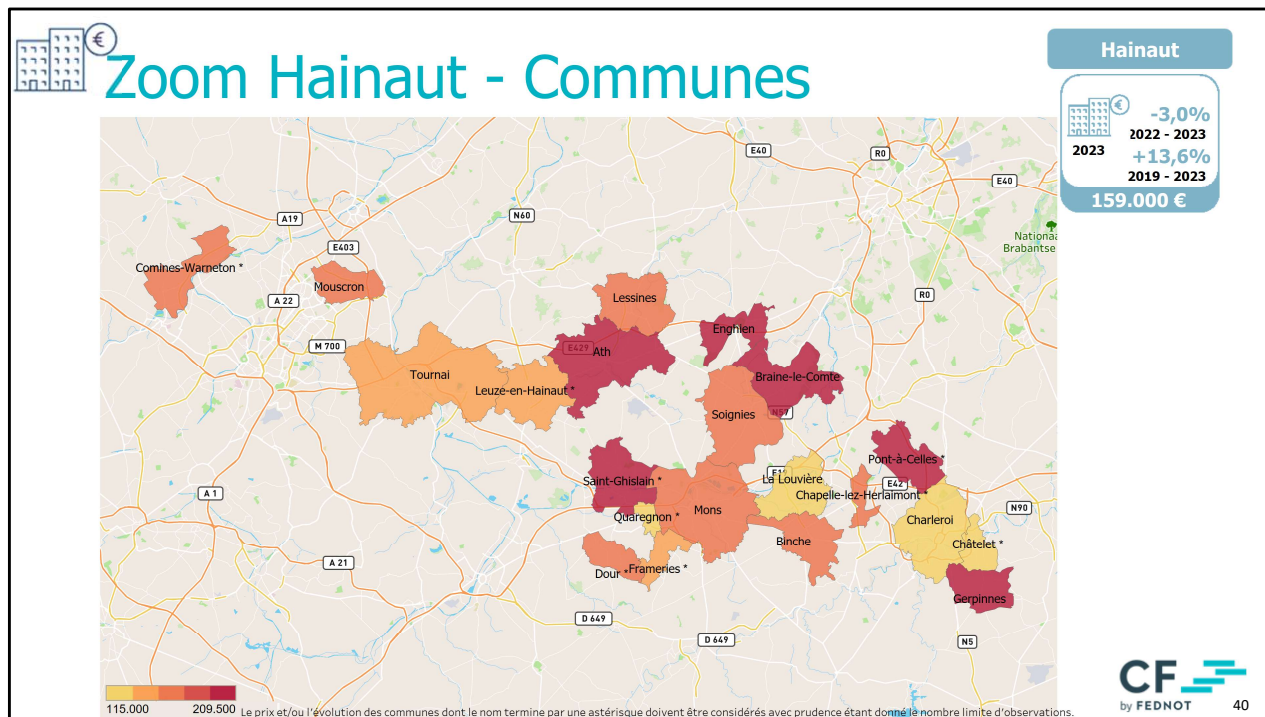 €
Zoom Hainaut - Communes
Hainaut
€
-3,0%
2022 - 2023
2023
+13,6%
2019 - 2023
159.000 €
E40
R0
E40
A19
N60
Nationaa
Brabantse
E403
Comines-Warneton *
Mouscron
A 22
R0
Lessines
Enghien
M 700
E429
Ath
Tournai
Leuze-en-Hainaut *
Braine-le-Comte
Soignies
N57
Pont-à-Celles *
Saint-Ghislain *
La Louvière
E42
A 1
Chapelle-lez-Herlaimont *
N90
Quaregnon *
Mons
Charleroi
Binche
Châtelet *
A 21
Dour *
Frameries *
Gerpinnes
D 649
D 649
N5
115.000
209.500
Le prix et/ou l'évolution des communes dont le nom termine par une astérisque doivent être considérés avec prudence étant donné le nombre limite d'observations.
CF
by FEDNOT
40